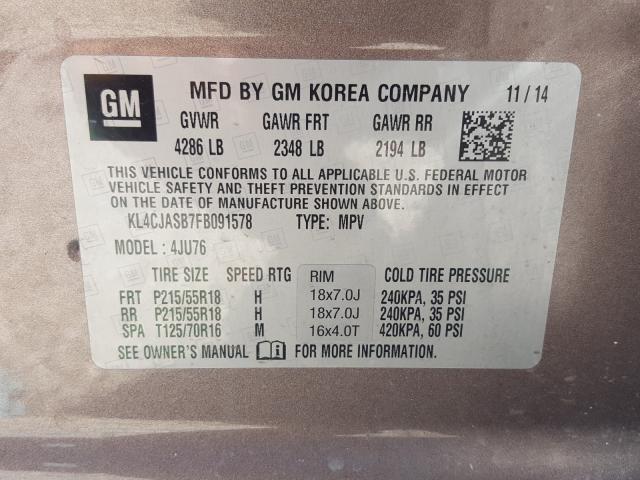 GM MFD BY GM KOREA COMPANY 11 / 14
GVWR GAWR FRT GAWR RR
4286 LB 2348 LB 2194 LB
THIS VEHICLE CONFORMS TO ALL APPLICABLE U.S. FEDERAL MOTOR
VEHICLE SAFETY AND THEFT PREVENTION STANDARDS IN EFFECT
ON THE DATE OF MANUFACTURE SHOWN ABOVE.
KL4CJASB7FB091578 TYPE: MPV
MODEL : 4JU76
TIRE SIZE SPEED RTG RIM COLD TIRE PRESSURE
FRT P215/55R18 H 18x7.0J 240KPA, 35 PSI
RR P215/55R18 H 18x7.0J 240KPA, 35 PSI
SPA T125/70R16 M 16x4.0T 420KPA, 60 PSI
SEE OWNER'S MANUAL FOR MORE INFORMATION.